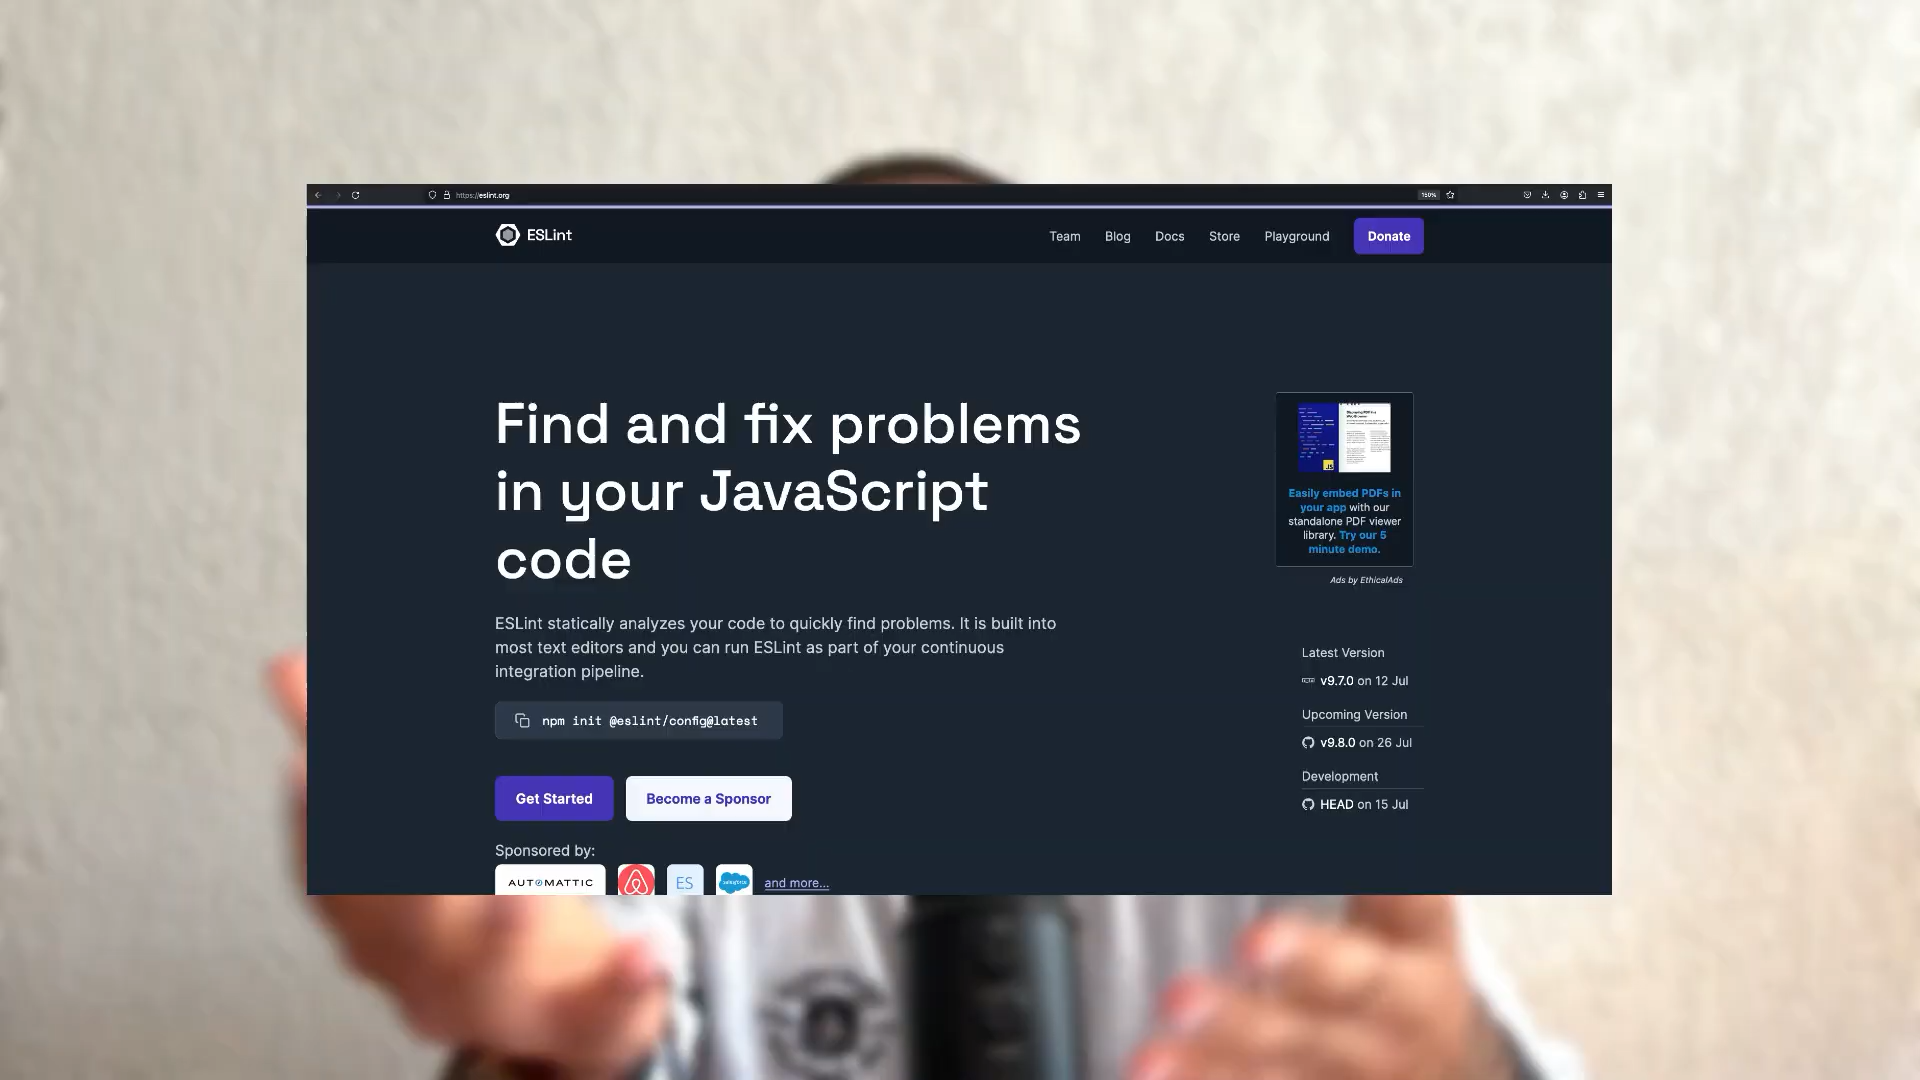 https://eslint.org
150%
ESLint
Team
Blog
Docs
Store
Playground
Donate
Find and fix problems
in your JavaScript
code
ESLint statically analyzes your code to quickly find problems. It is built into
most text editors and you can run ESLint as part of your continuous
integration pipeline.
npm init @eslint/config@latest
Get Started
Become a Sponsor
Sponsored by:
AUTOMATTIC
ES
salesforce
and more...
JS
Easily embed PDFs in
your app with our
standalone PDF viewer
library. Try our 5
minute demo.
Ads by EthicalAds
Latest Version
v9.7.0 on 12 Jul
Upcoming Version
v9.8.0 on 26 Jul
Development
HEAD on 15 Jul